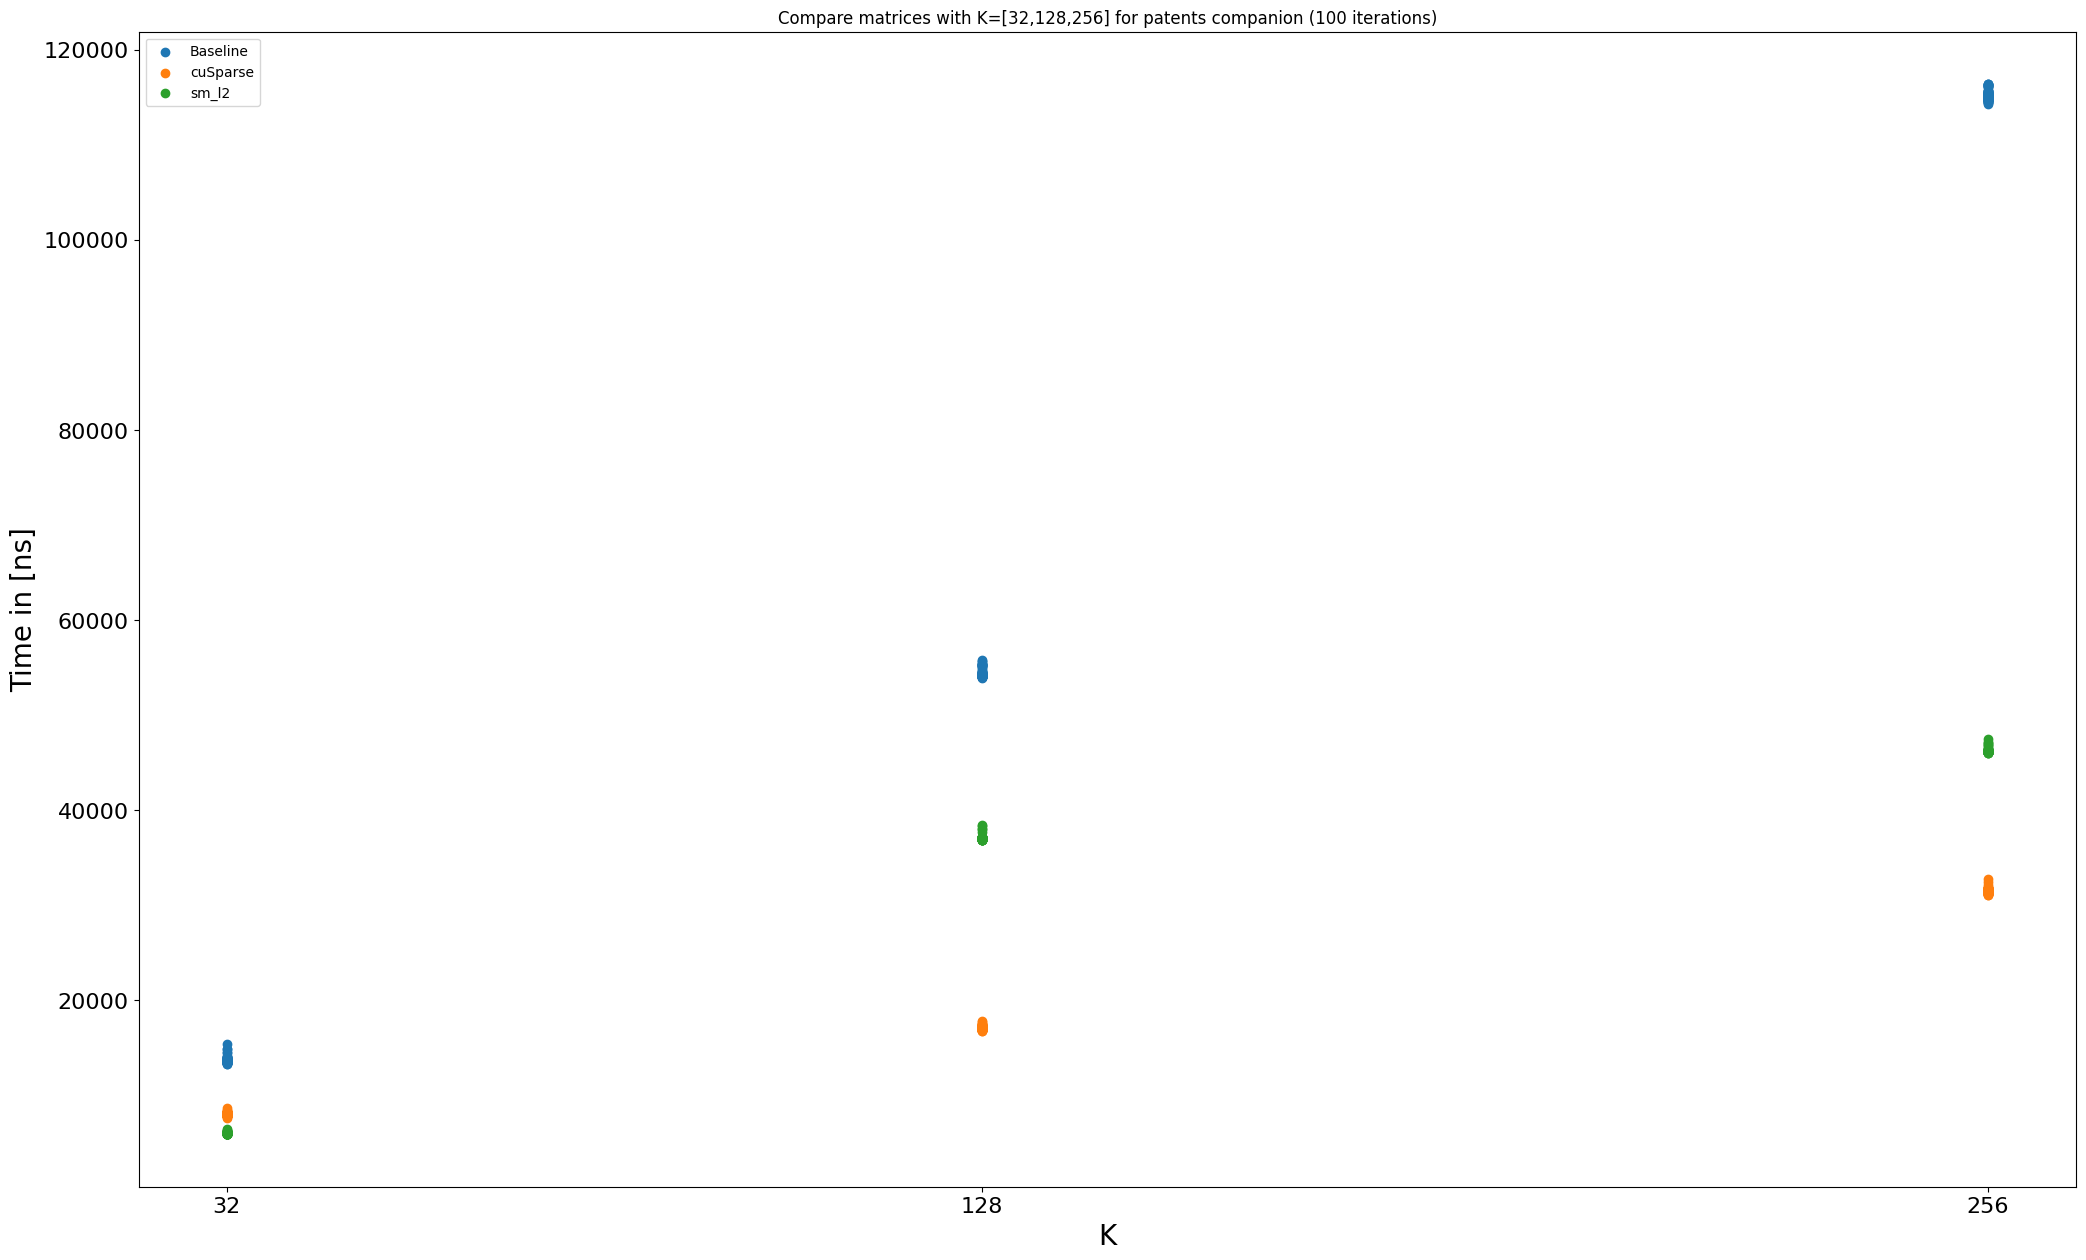 Compare matrices with K=[32,128,256] for patents companion (100 iterations)
Baseline
cuSparse
sm_l2
Time in [ns]
120000
100000
80000
60000
40000
20000
32
128
256
K